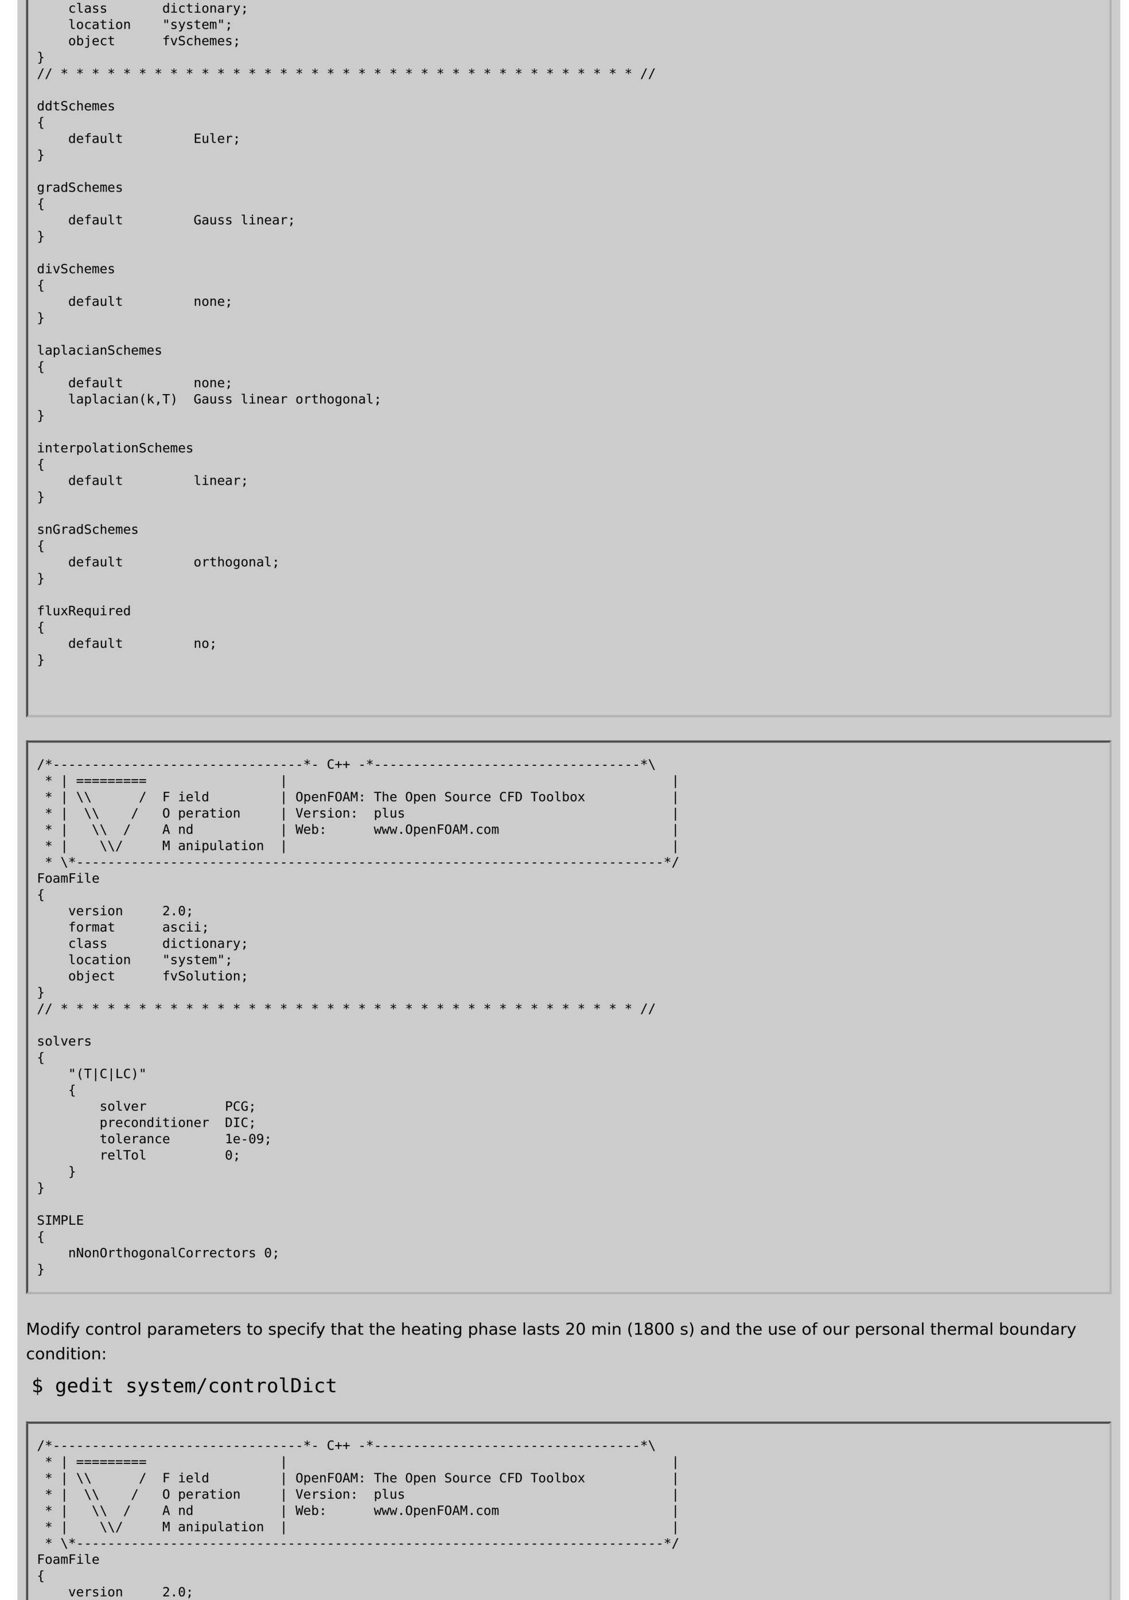 class       dictionary;
    location    "system";
    object      fvSchemes;
}
// * * * * * * * * * * * * * * * * * * * * * * * * * * * * * * * * * * * * * //

ddtSchemes
{
    default         Euler;
}

gradSchemes
{
    default         Gauss linear;
}

divSchemes
{
    default         none;
}

laplacianSchemes
{
    default         none;
    laplacian(k,T)  Gauss linear orthogonal;
}

interpolationSchemes
{
    default         linear;
}

snGradSchemes
{
    default         orthogonal;
}

fluxRequired
{
    default         no;
}

/*--------------------------------*- C++ -*----------------------------------*\
 * | =========                 |                                                 |
 * | \\      /  F ield         | OpenFOAM: The Open Source CFD Toolbox           |
 * |  \\    /   O peration     | Version:  plus                                  |
 * |   \\  /    A nd           | Web:      www.OpenFOAM.com                      |
 * |    \\/     M anipulation  |                                                 |
 * \*---------------------------------------------------------------------------*/
FoamFile
{
    version     2.0;
    format      ascii;
    class       dictionary;
    location    "system";
    object      fvSolution;
}
// * * * * * * * * * * * * * * * * * * * * * * * * * * * * * * * * * * * * * //

solvers
{
    "(T|C|LC)"
    {
        solver          PCG;
        preconditioner  DIC;
        tolerance       1e-09;
        relTol          0;
    }
}

SIMPLE
{
    nNonOrthogonalCorrectors 0;
}

Modify control parameters to specify that the heating phase lasts 20 min (1800 s) and the use of our personal thermal boundary
condition:
$ gedit system/controlDict

/*--------------------------------*- C++ -*----------------------------------*\
 * | =========                 |                                                 |
 * | \\      /  F ield         | OpenFOAM: The Open Source CFD Toolbox           |
 * |  \\    /   O peration     | Version:  plus                                  |
 * |   \\  /    A nd           | Web:      www.OpenFOAM.com                      |
 * |    \\/     M anipulation  |                                                 |
 * \*---------------------------------------------------------------------------*/
FoamFile
{
    version     2.0;